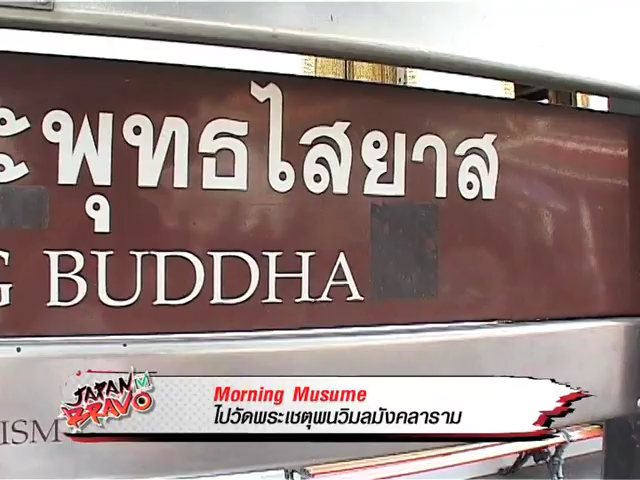 ะพุทธไสยาส
G BUDDHA
JAPAN
BRAVO
Morning Musume
ไปวัดพระเชตุพนวิมลมังคลาราม
ISM